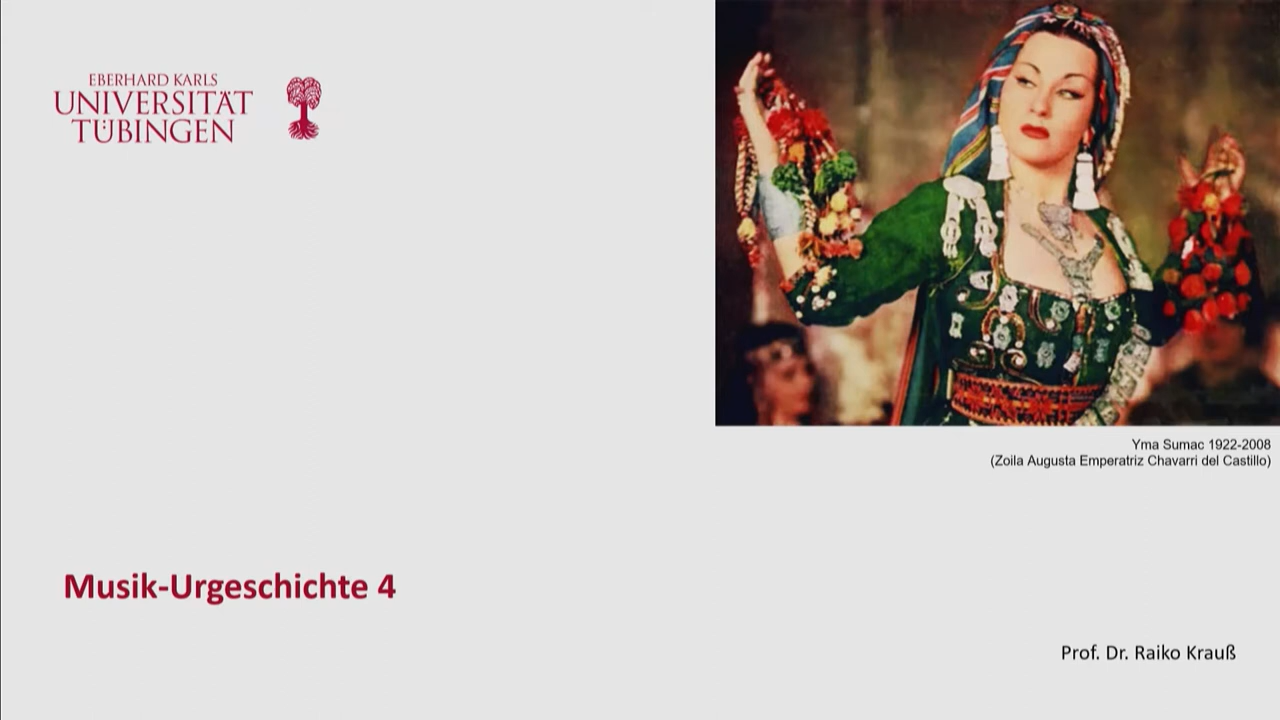 EBERHARD KARLS
UNIVERSITÄT
TÜBINGEN
Yma Sumac 1922-2008
(Zoila Augusta Emperatriz Chavarri del Castillo)
Musik-Urgeschichte 4
Prof. Dr. Raiko Krauß